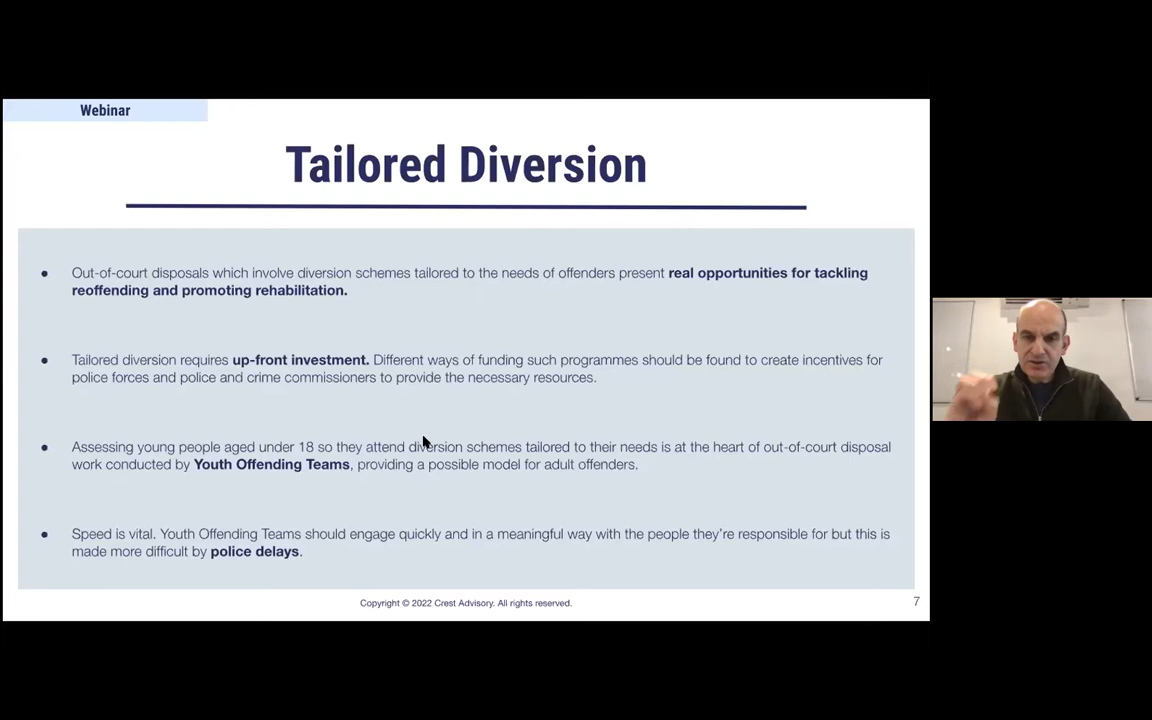 Webinar
Tailored Diversion
● Out-of-court disposals which involve diversion schemes tailored to the needs of offenders present real opportunities for tackling
reoffending and promoting rehabilitation.
● Tailored diversion requires up-front investment. Different ways of funding such programmes should be found to create incentives for
police forces and police and crime commissioners to provide the necessary resources.
● Assessing young people aged under 18 so they attend diversion schemes tailored to their needs is at the heart of out-of-court disposal
work conducted by Youth Offending Teams, providing a possible model for adult offenders.
● Speed is vital. Youth Offending Teams should engage quickly and in a meaningful way with the people they're responsible for but this is
made more difficult by police delays.
Copyright © 2022 Crest Advisory. All rights reserved.
7